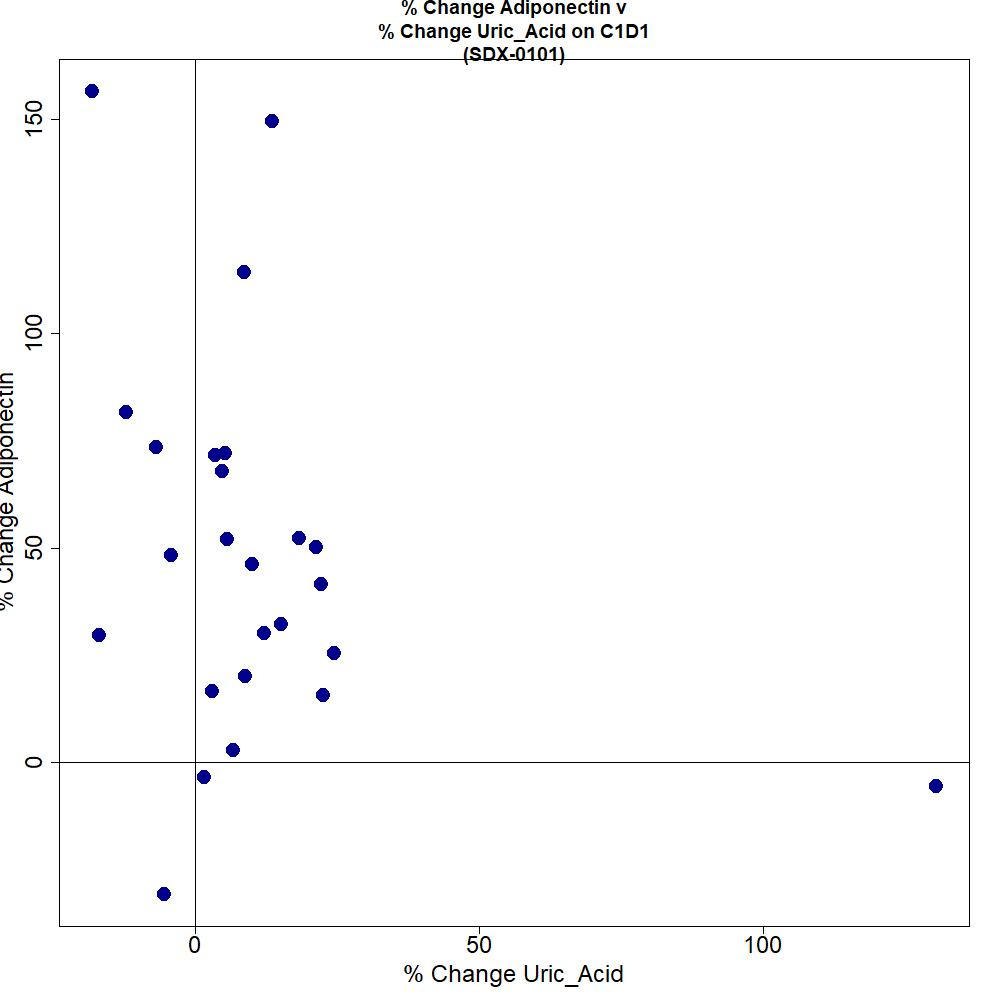 % Change Adiponectin v
% Change Uric_Acid on C1D1
(SDX-0101)
% Change Adiponectin
150
100
50
0
0
50
100
% Change Uric_Acid